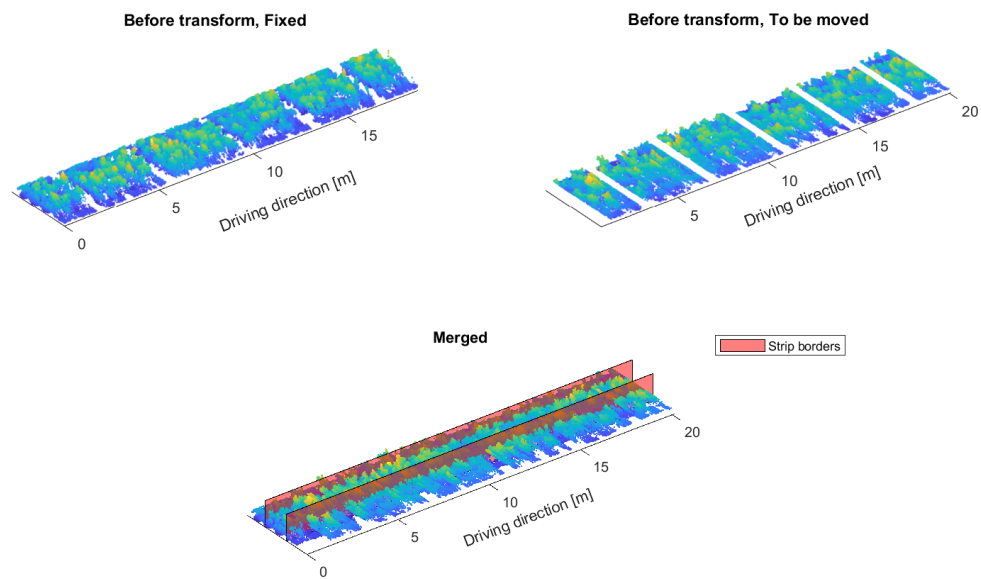 Before transform, Fixed
15
10
5
0
Driving direction [m]
Before transform, To be moved
20
15
10
5
Driving direction [m]
Merged
Strip borders
20
15
10
5
0
Driving direction [m]